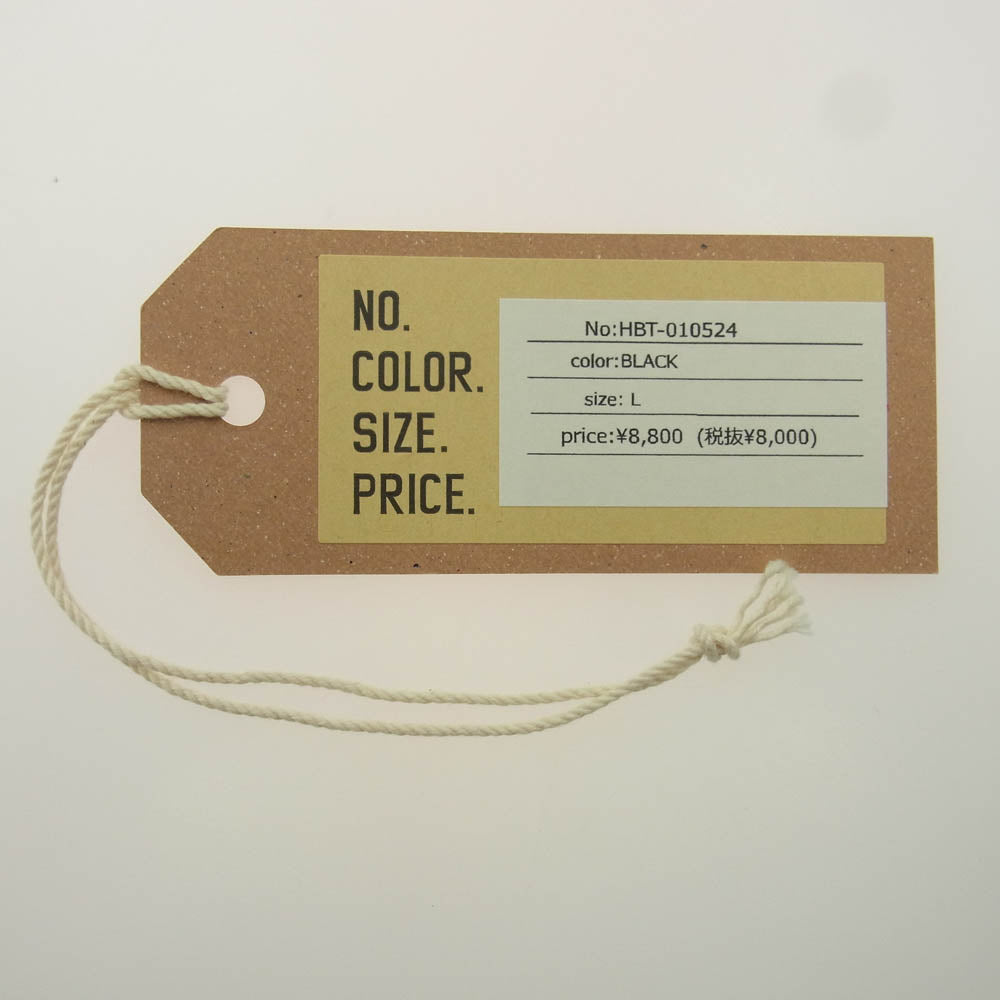 NO.
COLOR.
SIZE.
PRICE.
No:HBT-010524
color:BLACK
size: L
price:¥8,800 (税抜¥8,000)